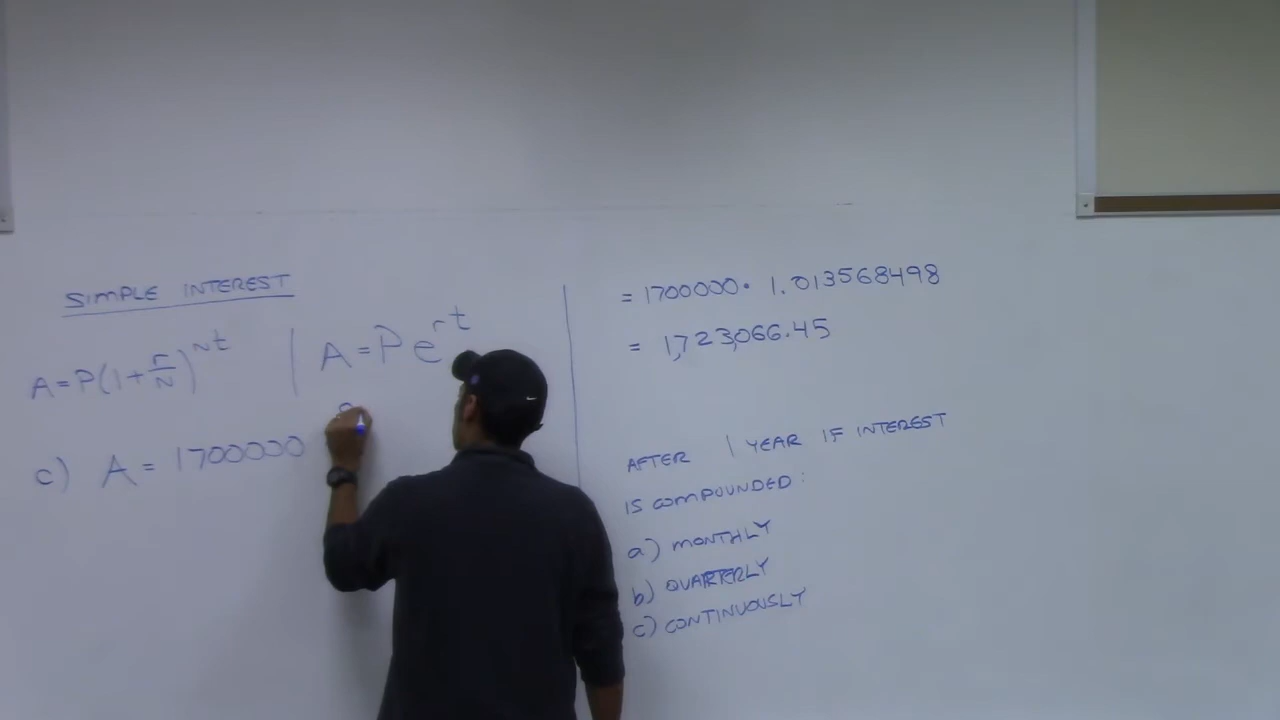 SIMPLE INTEREST
A=P(1+r/N)^Nt | A=Pe^rt
c) A = 1700000
= 1700000 · 1.013568498
= 1,723,066.45
AFTER 1 YEAR IF INTEREST
IS COMPOUNDED:
a) MONTHLY
b) QUARTERLY
c) CONTINUOUSLY